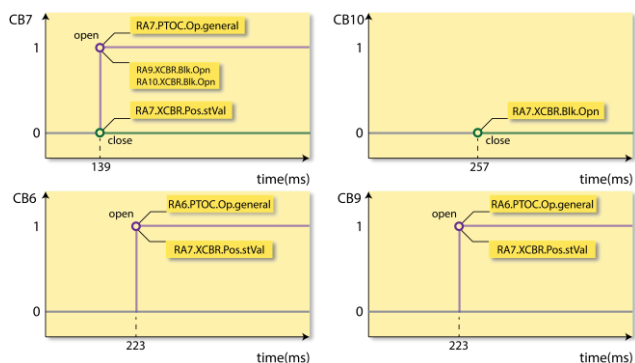 CB7
RA7.PTOC.Op.general
open
1
RA9.XCBR.Blk.Opn
RA10.XCBR.Blk.Opn
RA7.XCBR.Pos.stVal
0
close
139
time(ms)
CB10
1
RA7.XCBR.Blk.Opn
0
close
257
time(ms)
CB6
RA6.PTOC.Op.general
open
1
RA7.XCBR.Pos.stVal
0
223
time(ms)
CB9
RA6.PTOC.Op.general
open
1
RA7.XCBR.Pos.stVal
0
223
time(ms)